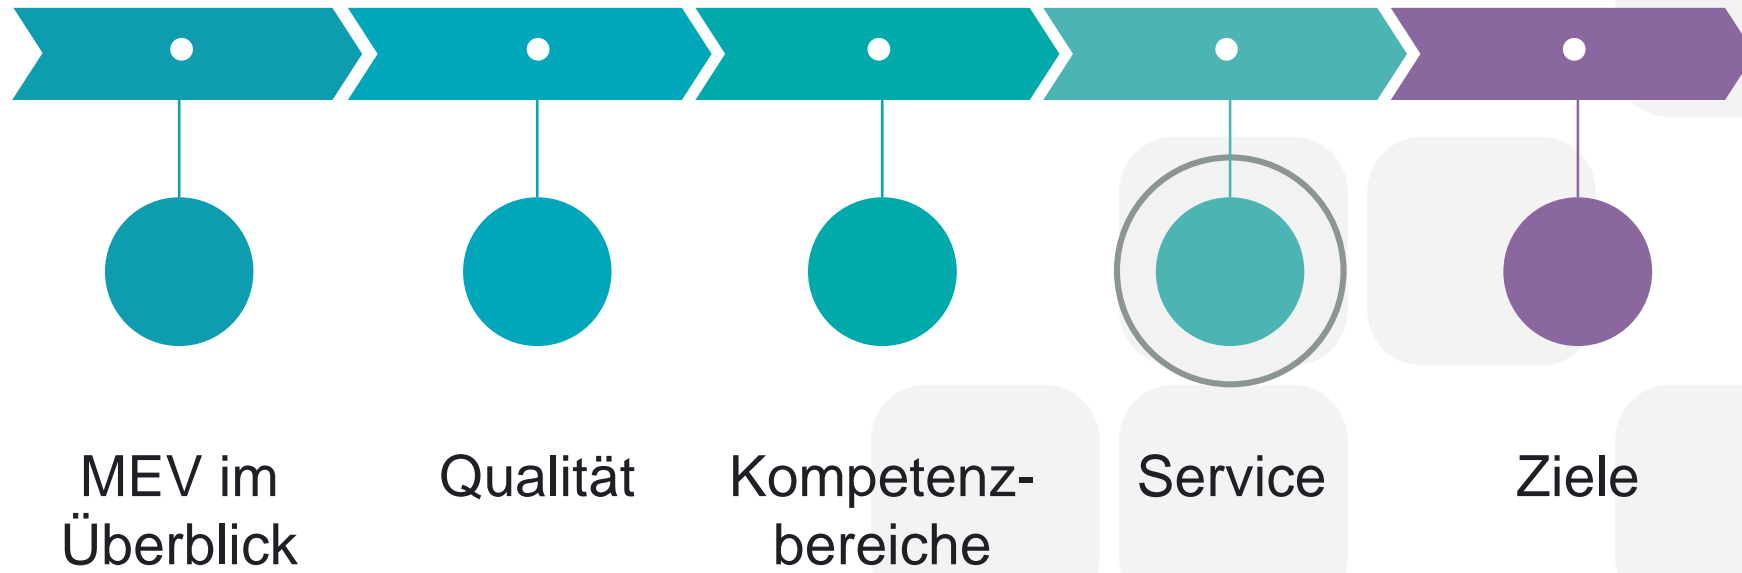 MEV im
Überblick
Qualität
Kompetenz-
bereiche
Service
Ziele